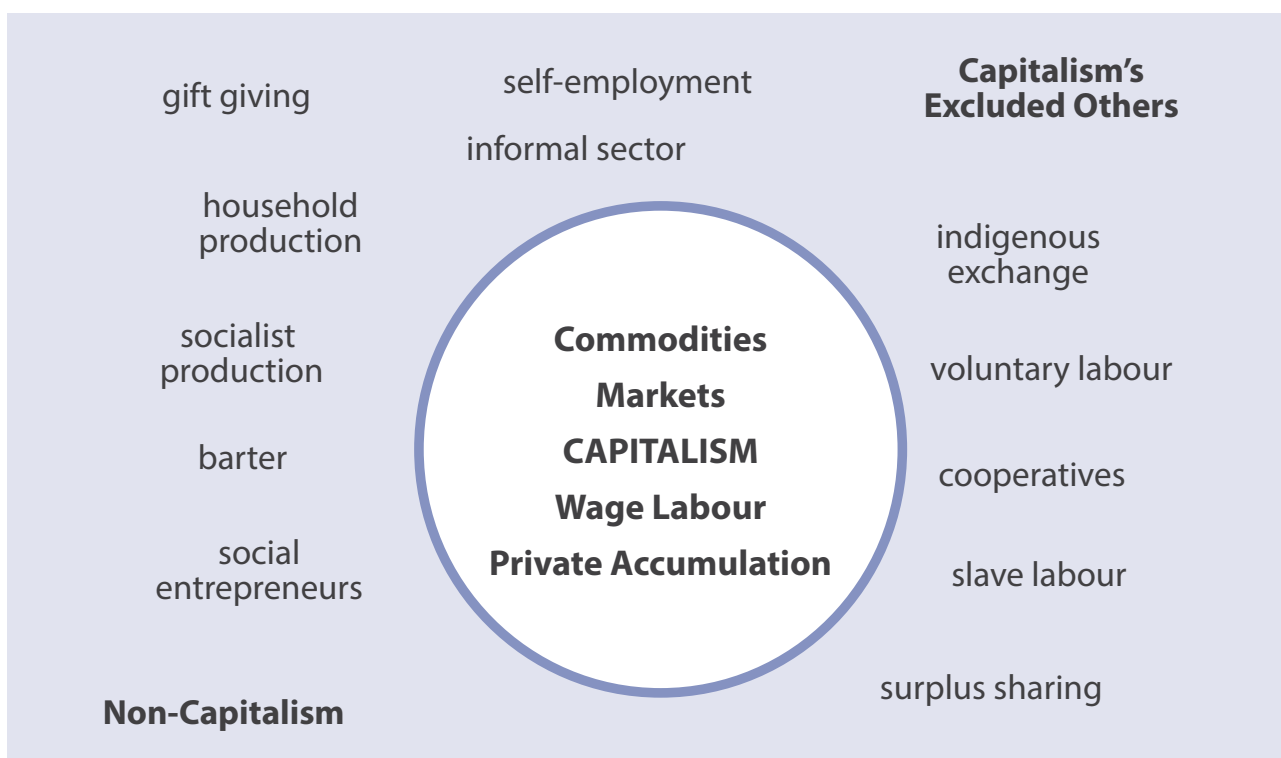 gift giving
self-employment
Capitalism’s
Excluded Others
informal sector
household
production
indigenous
exchange
socialist
production
Commodities
Markets
CAPITALISM
Wage Labour
Private Accumulation
voluntary labour
barter
cooperatives
social
entrepreneurs
slave labour
surplus sharing
Non-Capitalism